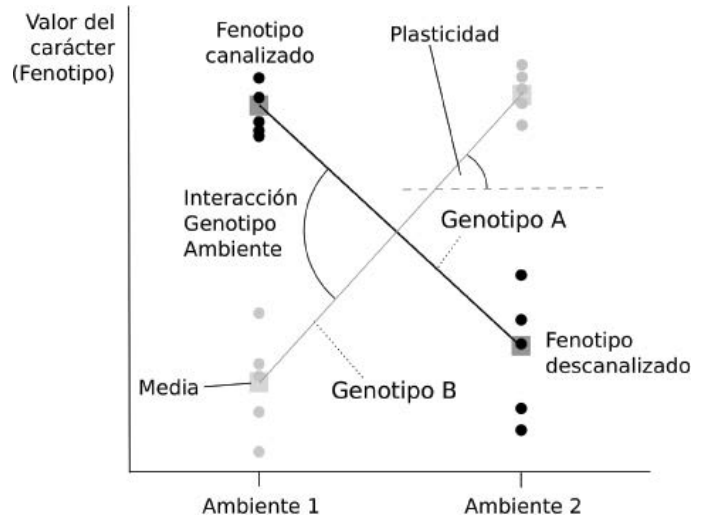 Valor del
carácter
(Fenotipo)
Fenotipo
canalizado
Plasticidad
Interacción
Genotipo
Ambiente
Genotipo A
Fenotipo
descanalizado
Media
Genotipo B
Ambiente 1
Ambiente 2